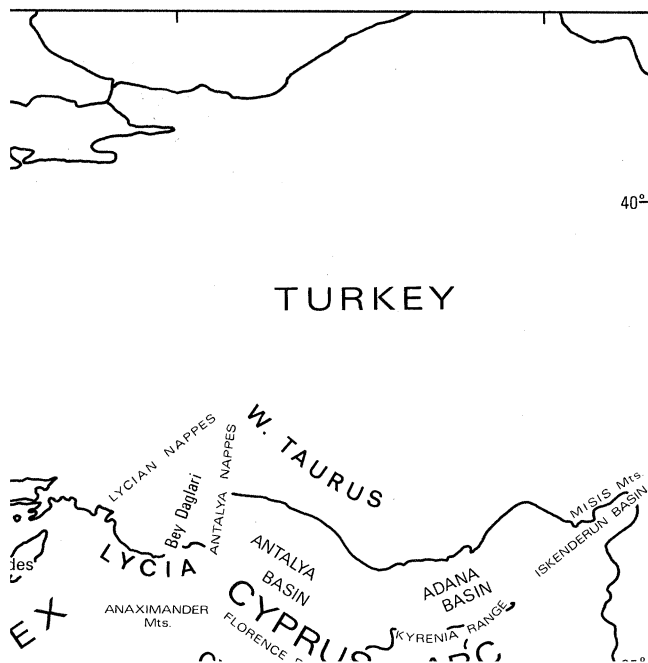 40°
TURKEY
W. TAURUS
LYCIAN NAPPES
Bey Daglari
ANTALYA NAPPES
MISIS Mts.
ISKENDERUN BASIN
LYCIA
ANTALYA
BASIN
ADANA
BASIN
ANAXIMANDER
Mts.
CYPRUS
FLORENCE
KYRENIA RANGE